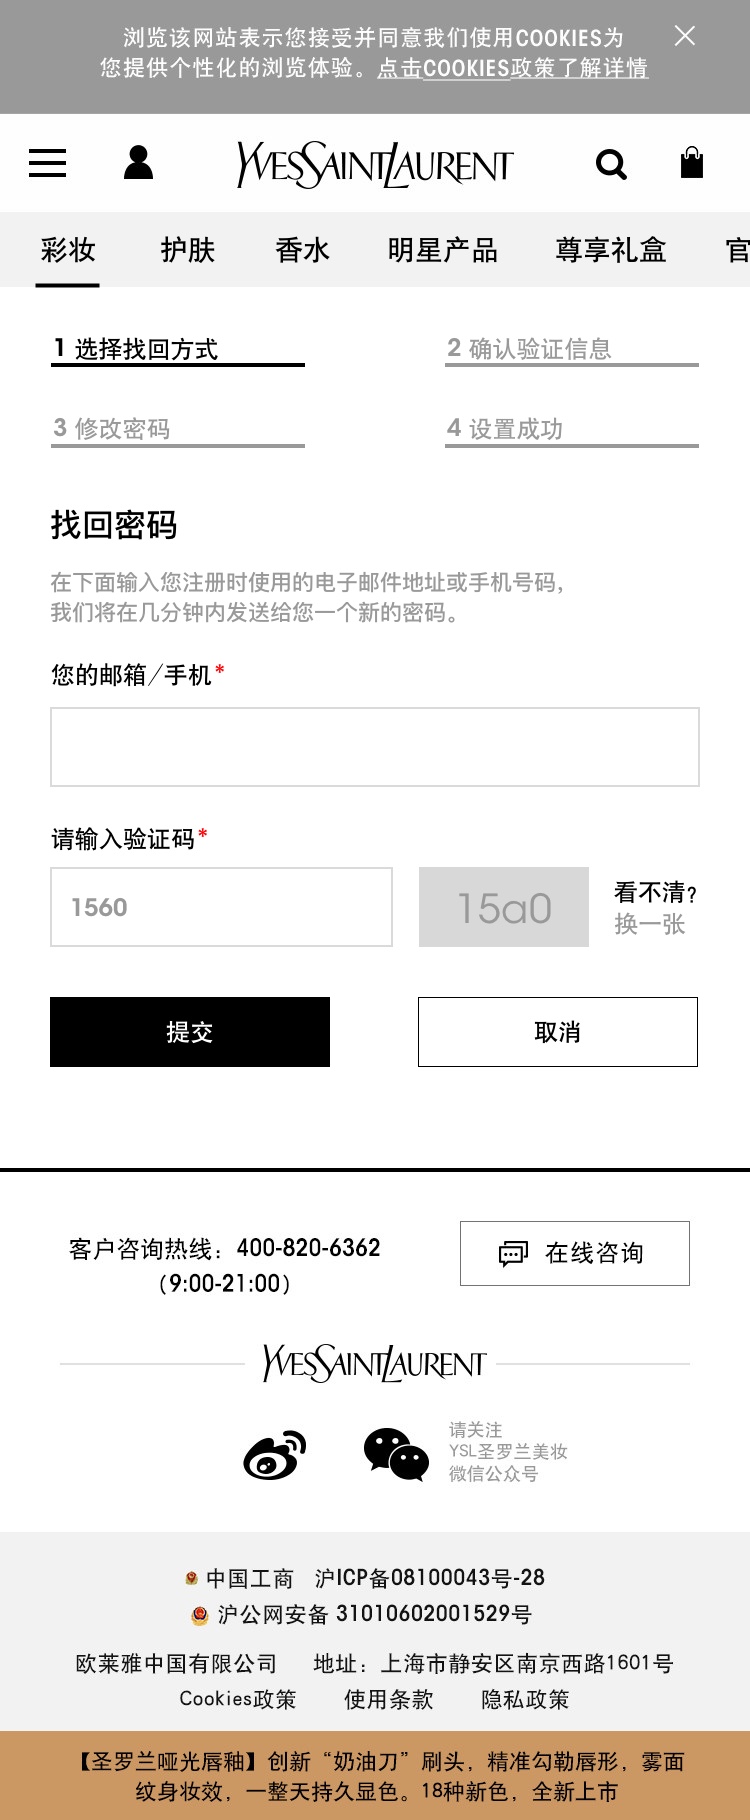 浏览该网站表示您接受并同意我们使用COOKIES为
您提供个性化的浏览体验。点击COOKIES政策了解详情
YVESSAINTLAURENT
彩妆 护肤 香水 明星产品 尊享礼盒 官
1 选择找回方式 2 确认验证信息
3 修改密码 4 设置成功
找回密码
在下面输入您注册时使用的电子邮件地址或手机号码，
我们将在几分钟内发送给您一个新的密码。
您的邮箱/手机*
请输入验证码*
1560 15a0 看不清?
换一张
提交 取消
客户咨询热线：400-820-6362 在线咨询
（9:00-21:00）
YVESSAINTLAURENT
请关注
YSL圣罗兰美妆
微信公众号
中国工商 沪ICP备08100043号-28
沪公网安备 31010602001529号
欧莱雅中国有限公司 地址：上海市静安区南京西路1601号
Cookies政策 使用条款 隐私政策
【圣罗兰哑光唇釉】创新“奶油刀”刷头，精准勾勒唇形，雾面
纹身妆效，一整天持久显色。18种新色，全新上市